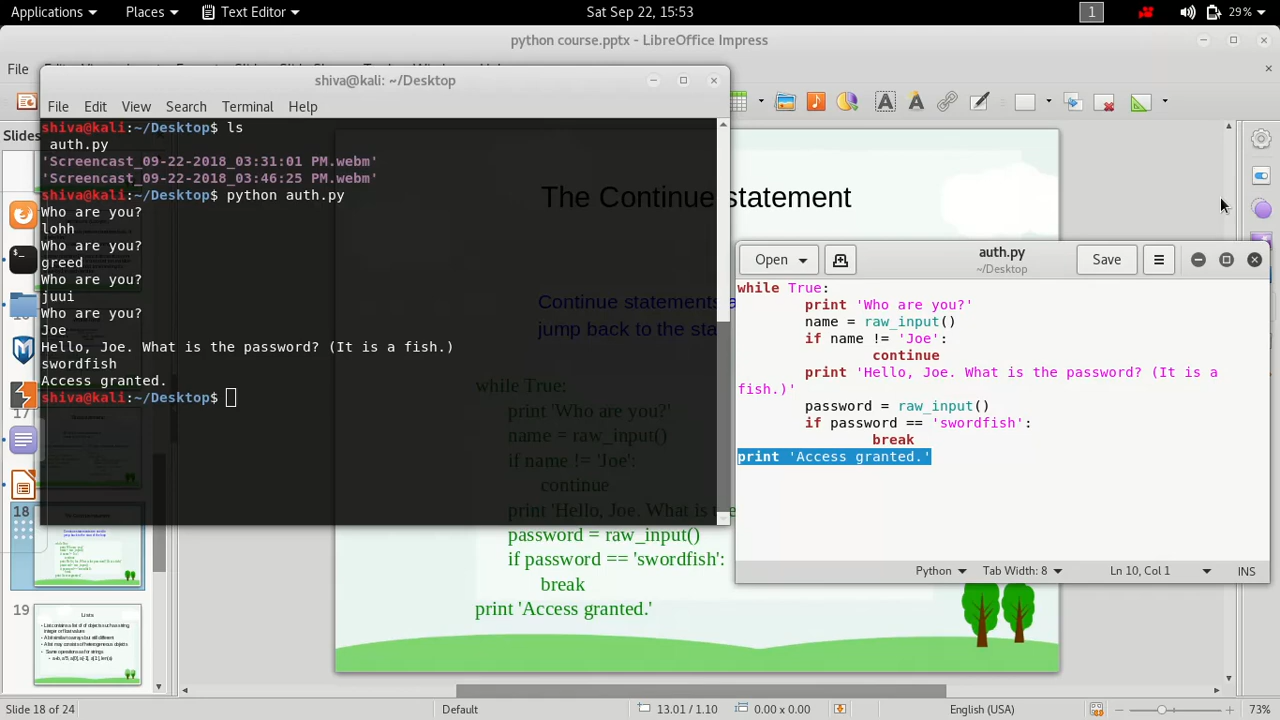 Applications
Places
Text Editor
Sat Sep 22, 15:53
1
29%
python course.pptx - LibreOffice Impress
File
shiva@kali: ~/Desktop
File Edit View Search Terminal Help
Slides
shiva@kali:~/Desktop$ ls
auth.py
'Screencast_09-22-2018_03:31:01 PM.webm'
'Screencast_09-22-2018_03:46:25 PM.webm'
shiva@kali:~/Desktop$ python auth.py
Who are you?
lohh
Who are you?
greed
Who are you?
juui
Who are you?
Joe
Hello, Joe. What is the password? (It is a fish.)
swordfish
Access granted.
shiva@kali:~/Desktop$
The Continue statement
Continue statements
jump back to the sta
while True:
print 'Who are you?'
name = raw_input()
if name != 'Joe':
continue
print 'Hello, Joe. What is the
password = raw_input()
if password == 'swordfish':
break
print 'Access granted.'
Open
auth.py
~/Desktop
Save
while True:
print 'Who are you?'
name = raw_input()
if name != 'Joe':
continue
print 'Hello, Joe. What is the password? (It is a
fish.)'
password = raw_input()
if password == 'swordfish':
break
print 'Access granted.'
Python
Tab Width: 8
Ln 10, Col 1
INS
17
18
19
Lists
Slide 18 of 24
Default
13.01 / 1.10
0.00 x 0.00
English (USA)
73%